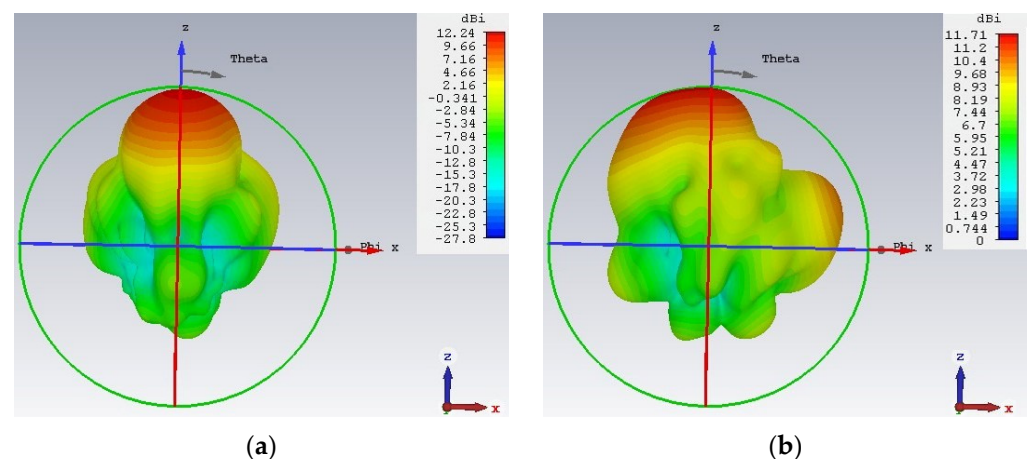 dBi
12.24
9.66
7.16
4.66
2.16
-0.341
-2.84
-5.34
-7.84
-10.3
-12.8
-15.3
-17.8
-20.3
-22.8
-25.3
-27.8
z
Theta
Phi x
z
x
(a)
dBi
11.71
11.4
9.68
8.93
8.19
7.44
6.7
5.95
5.21
4.47
3.72
2.98
2.23
1.49
0.744
0
z
Theta
Phi x
z
x
(b)